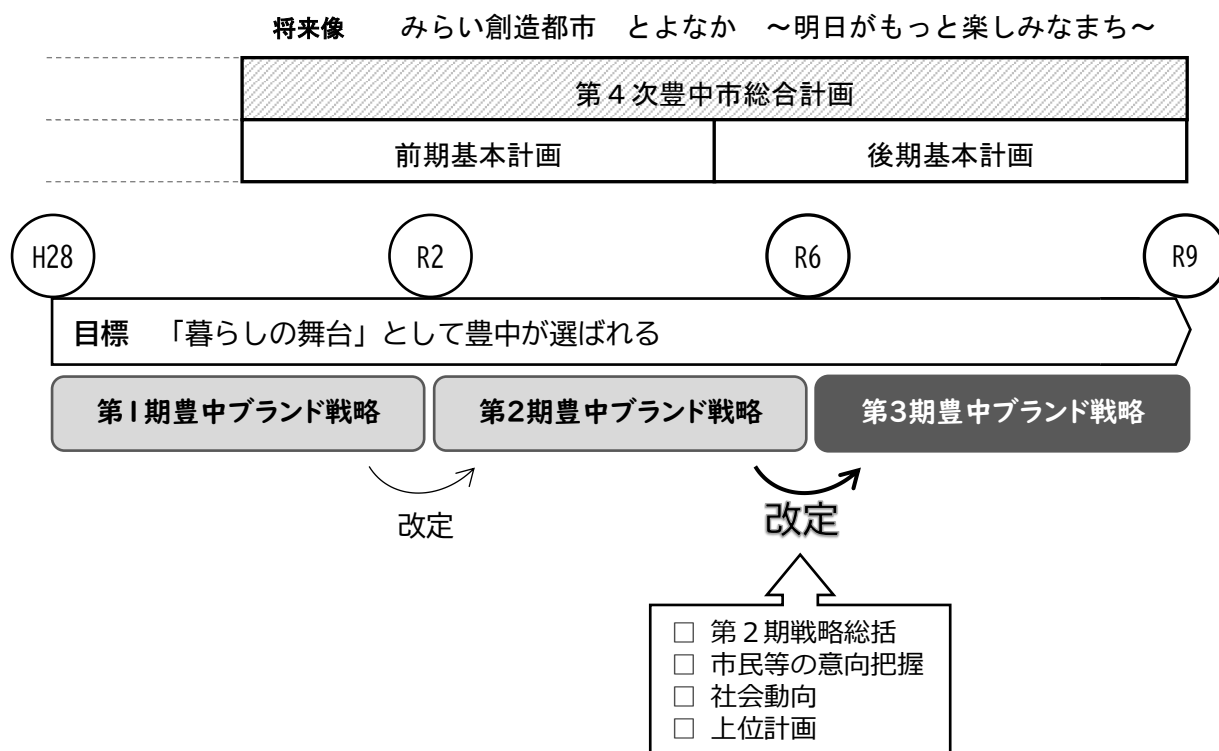 将来像　みらい創造都市　とよなか　～明日がもっと楽しみなまち～
第４次豊中市総合計画
前期基本計画
後期基本計画
H28
R2
R6
R9
目標　「暮らしの舞台」として豊中が選ばれる
第1期豊中ブランド戦略
第2期豊中ブランド戦略
第3期豊中ブランド戦略
改定
改定
□ 第２期戦略総括
□ 市民等の意向把握
□ 社会動向
□ 上位計画